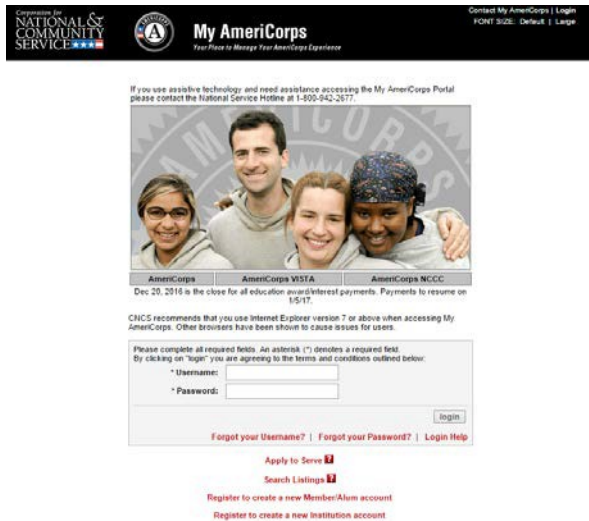 Corporation for
NATIONAL &
COMMUNITY
SERVICE
My AmeriCorps
Your Place to Manage Your AmeriCorps Experience
Contact My AmeriCorps | Login
FONT SIZE: Default | Large
If you use assistive technology and need assistance accessing the My AmeriCorps Portal
please contact the National Service Hotline at 1-800-942-2677.
AMERICORPS
AmeriCorps
AmeriCorps VISTA
AmeriCorps NCCC
Dec 20, 2016 is the close for all education award/interest payments. Payments to resume on
1/5/17.
CNCS recommends that you use Internet Explorer version 7 or above when accessing My
AmeriCorps. Other browsers have been shown to cause issues for users.
Please complete all required fields. An asterisk (*) denotes a required field.
By clicking on "login" you are agreeing to the terms and conditions outlined below:
* Username:
* Password:
login
Forgot your Username? | Forgot your Password? | Login Help
Apply to Serve ?
Search Listings ?
Register to create a new Member/Alum account
Register to create a new Institution account